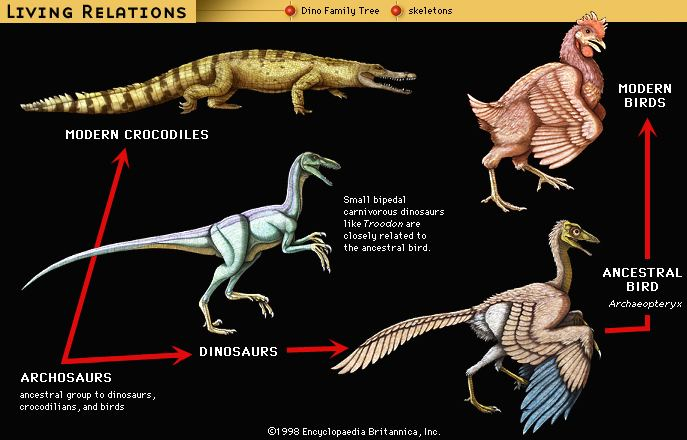 LIVING RELATIONS
Dino Family Tree
skeletons
MODERN CROCODILES
MODERN
BIRDS
Small bipedal
carnivorous dinosaurs
like Troodon are
closely related to
the ancestral bird.
ANCESTRAL
BIRD
Archaeopteryx
DINOSAURS
ARCHOSAURS
ancestral group to dinosaurs,
crocodilians, and birds
©1998 Encyclopaedia Britannica, Inc.